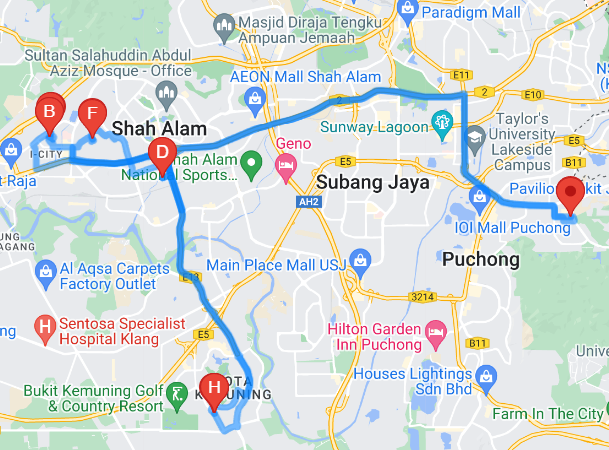 Masjid Diraja Tengku
Ampuan Jemaah
Paradigm Mall
Sultan Salahuddin Abdul
Aziz Mosque - Office
AEON Mall Shah Alam
E11
2
E10
NS
(K
B
F
Shah Alam
Sunway Lagoon
Taylor's
University
Lakeside
Campus
I-CITY
D
Shah Alam
National Sports...
Geno
E5
B11
t Raja
Subang Jaya
AH2
Pavilion
kit J
IOI Mall Puchong
AGANG
Al Aqsa Carpets
Factory Outlet
E13
Main Place Mall USJ
Puchong
3214
Sentosa Specialist
Hospital Klang
E5
Hilton Garden
Inn Puchong
B11
Unive
H
KOTA
KEMUNING
Bukit Kemuning Golf
& Country Resort
Houses Lightings
Sdn Bhd
Farm In The City